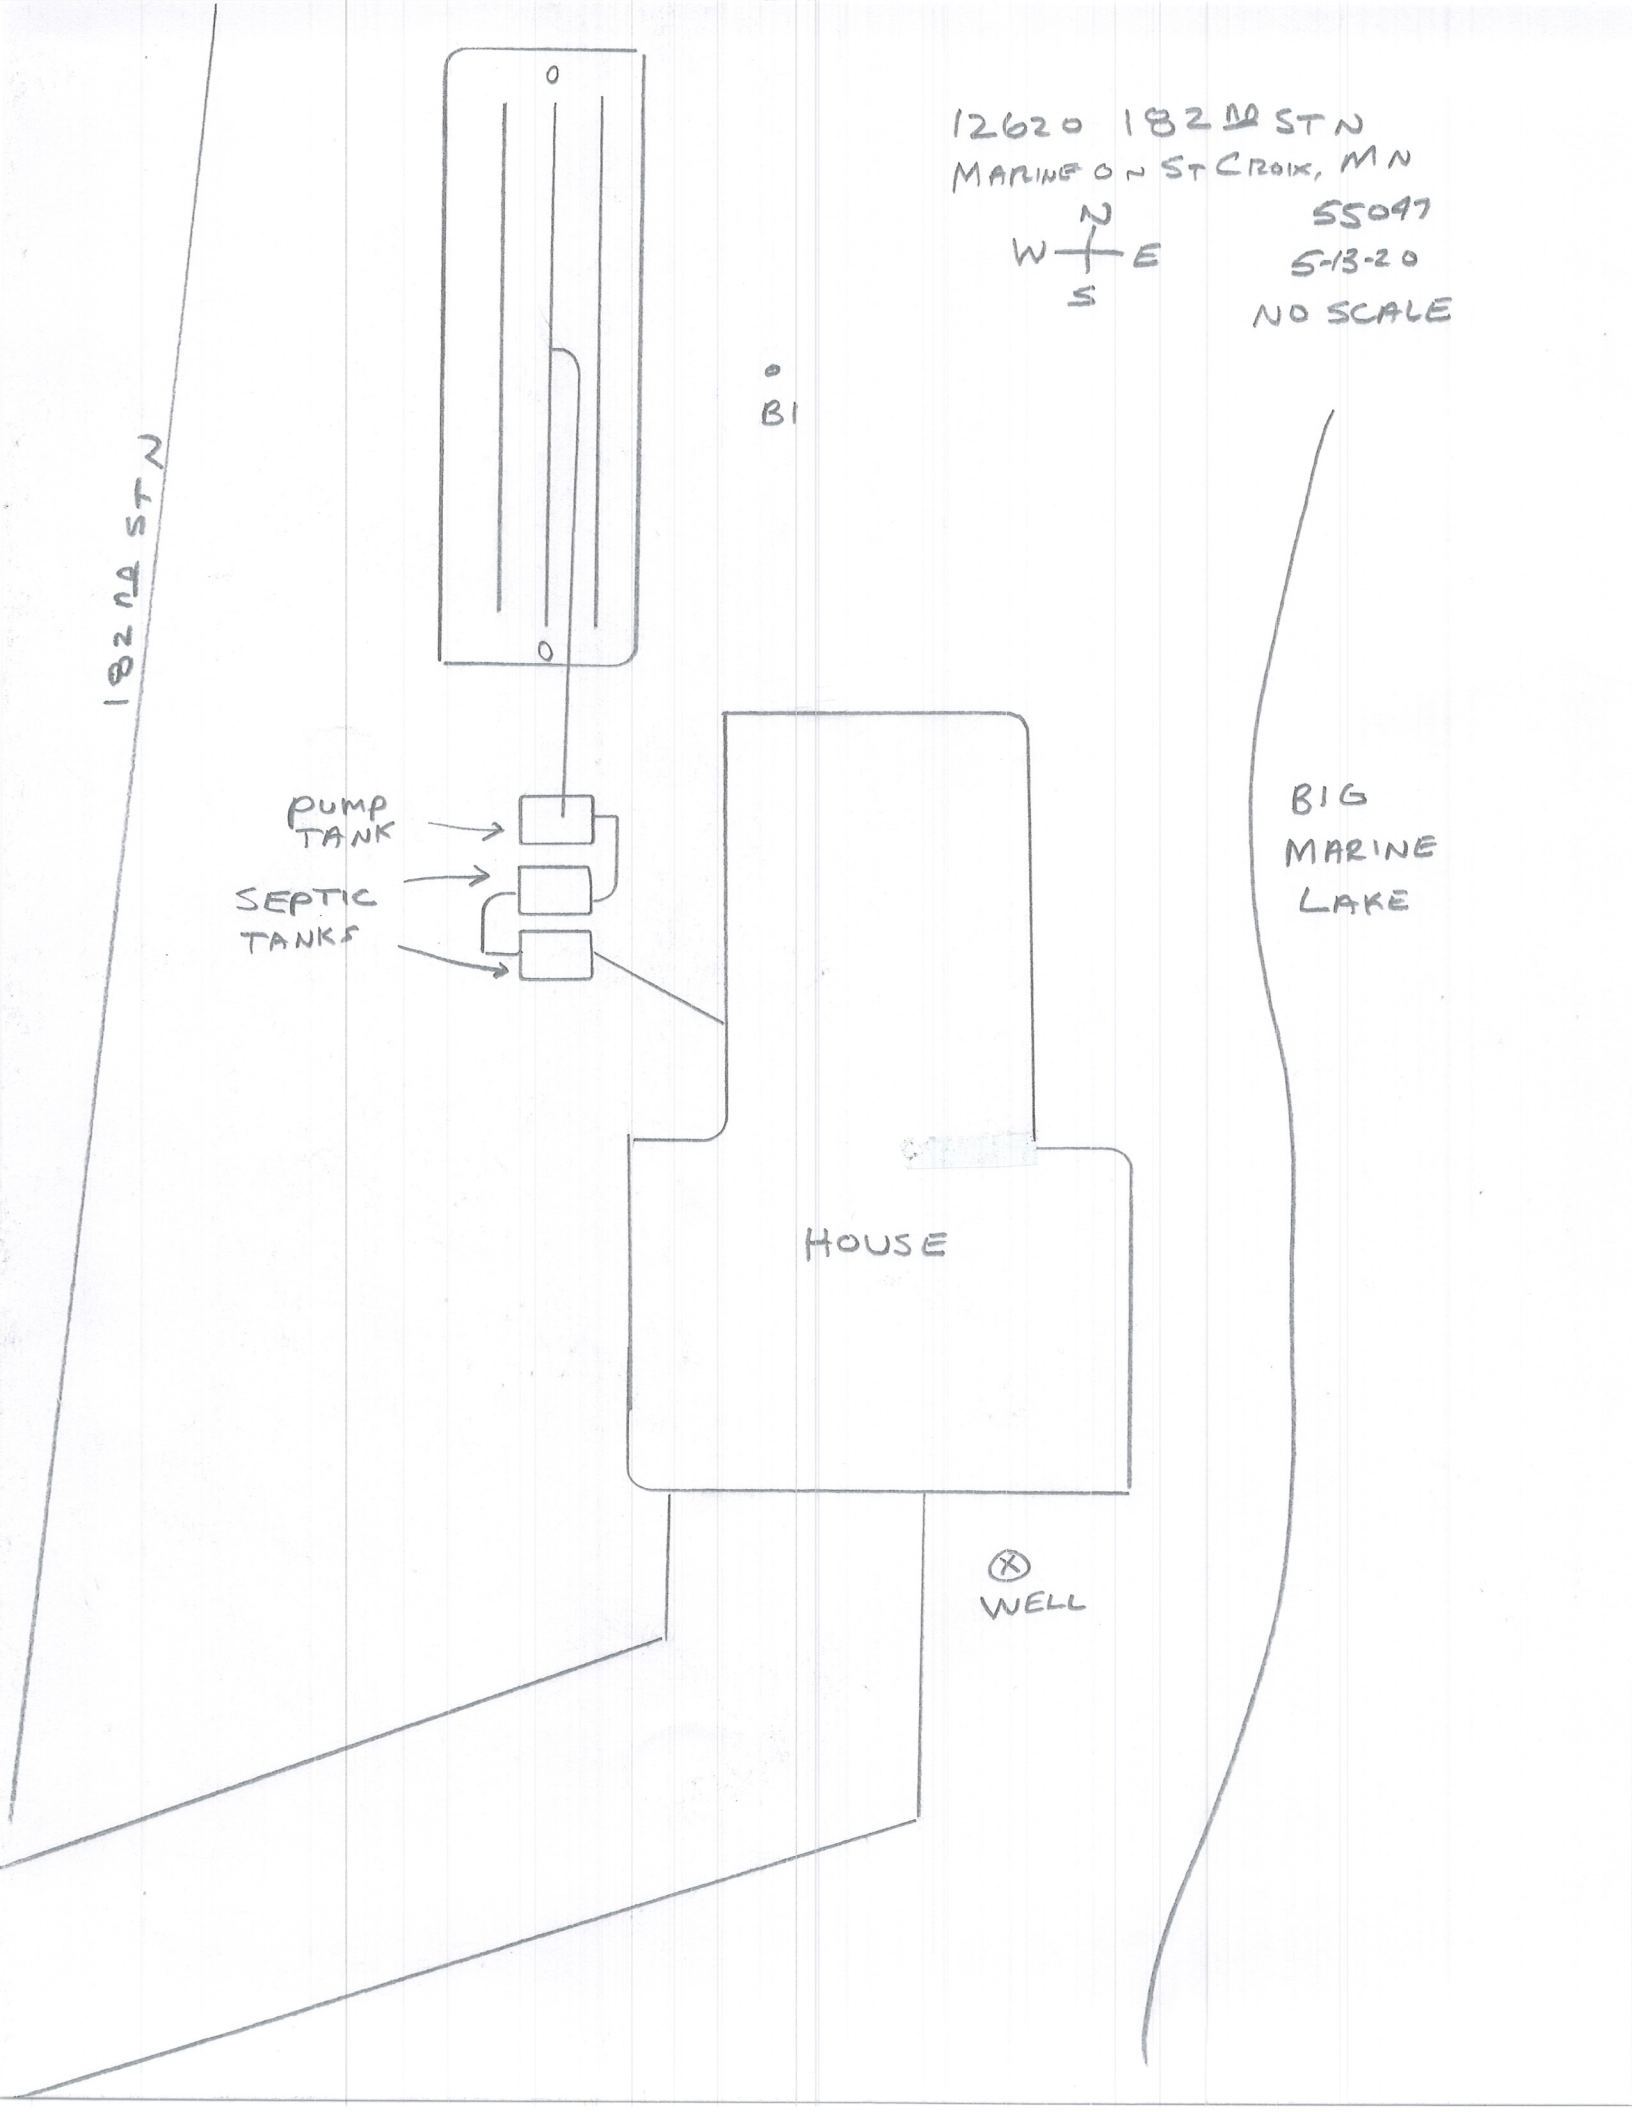 12620 182ND ST N
MARINE ON ST CROIX, MN
55047
5-13-20
NO SCALE
N
W E
S
B1
182ND ST N
PUMP
TANK
SEPTIC
TANKS
BIG
MARINE
LAKE
HOUSE
X
WELL